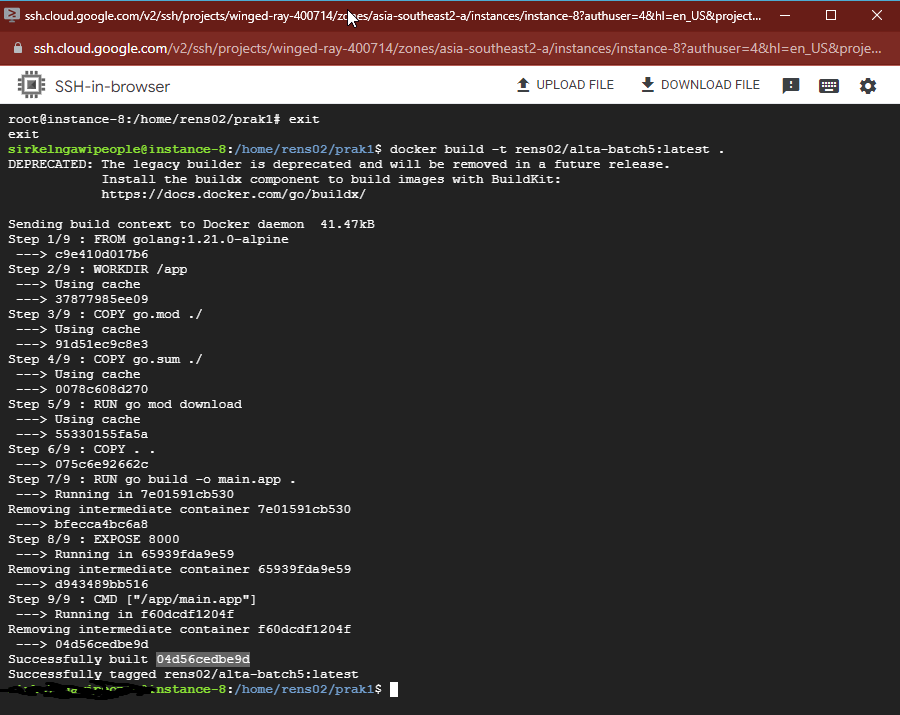 ssh.cloud.google.com/v2/ssh/projects/winged-ray-400714/zones/asia-southeast2-a/instances/instance-8?authuser=4&hl=en_US&project...
ssh.cloud.google.com/v2/ssh/projects/winged-ray-400714/zones/asia-southeast2-a/instances/instance-8?authuser=4&hl=en_US&proje...
SSH-in-browser
UPLOAD FILE
DOWNLOAD FILE
root@instance-8:/home/rens02/prak1# exit
exit
sirkelngawipeople@instance-8:/home/rens02/prak1$ docker build -t rens02/alta-batch5:latest .
DEPRECATED: The legacy builder is deprecated and will be removed in a future release.
            Install the buildx component to build images with BuildKit:
            https://docs.docker.com/go/buildx/
Sending build context to Docker daemon  41.47kB
Step 1/9 : FROM golang:1.21.0-alpine
 ---> c9e410d017b6
Step 2/9 : WORKDIR /app
 ---> Using cache
 ---> 37877985ee09
Step 3/9 : COPY go.mod ./
 ---> Using cache
 ---> 91d51ec9c8e3
Step 4/9 : COPY go.sum ./
 ---> Using cache
 ---> 0078c608d270
Step 5/9 : RUN go mod download
 ---> Using cache
 ---> 55330155fa5a
Step 6/9 : COPY . .
 ---> 075c6e92662c
Step 7/9 : RUN go build -o main.app .
 ---> Running in 7e01591cb530
Removing intermediate container 7e01591cb530
 ---> bfecca4bc6a8
Step 8/9 : EXPOSE 8000
 ---> Running in 65939fda9e59
Removing intermediate container 65939fda9e59
 ---> d943489bb516
Step 9/9 : CMD ["/app/main.app"]
 ---> Running in f60dcdf1204f
Removing intermediate container f60dcdf1204f
 ---> 04d56cedbe9d
Successfully built 04d56cedbe9d
Successfully tagged rens02/alta-batch5:latest
nstance-8:/home/rens02/prak1$